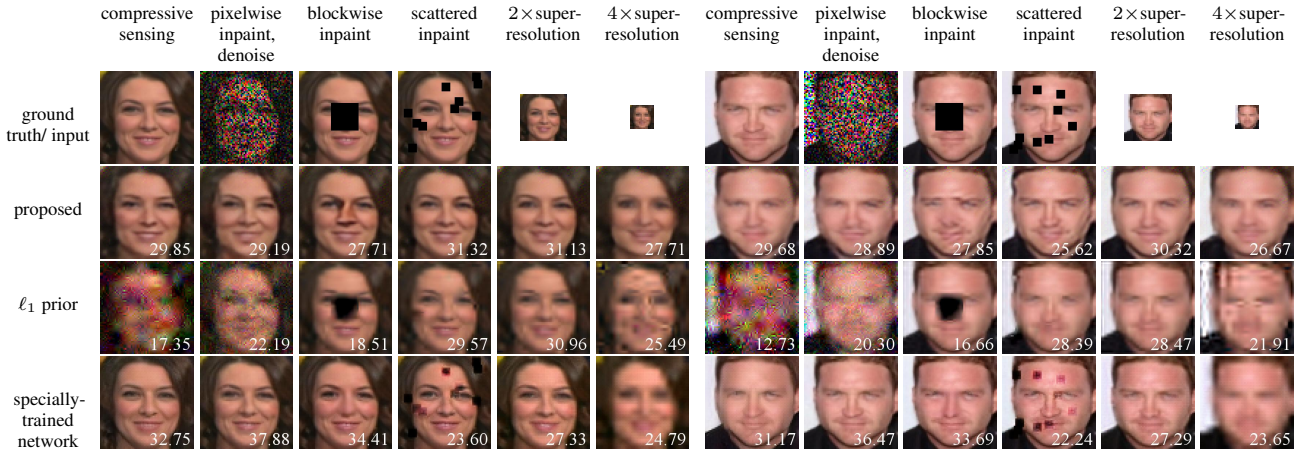 compressive sensing pixelwise inpaint, denoise blockwise inpaint scattered inpaint 2×super-resolution 4×super-resolution compressive sensing pixelwise inpaint, denoise blockwise inpaint scattered inpaint 2×super-resolution 4×super-resolution
ground truth/ input
proposed 29.85 29.19 27.71 31.32 31.13 27.71 29.68 28.89 27.85 25.62 30.32 26.67
ℓ1 prior 17.35 22.19 18.51 29.57 30.96 25.49 12.73 20.30 16.66 28.39 28.47 21.91
specially-trained network 32.75 37.88 34.41 23.60 27.33 24.79 31.17 36.47 33.69 22.24 27.29 23.65